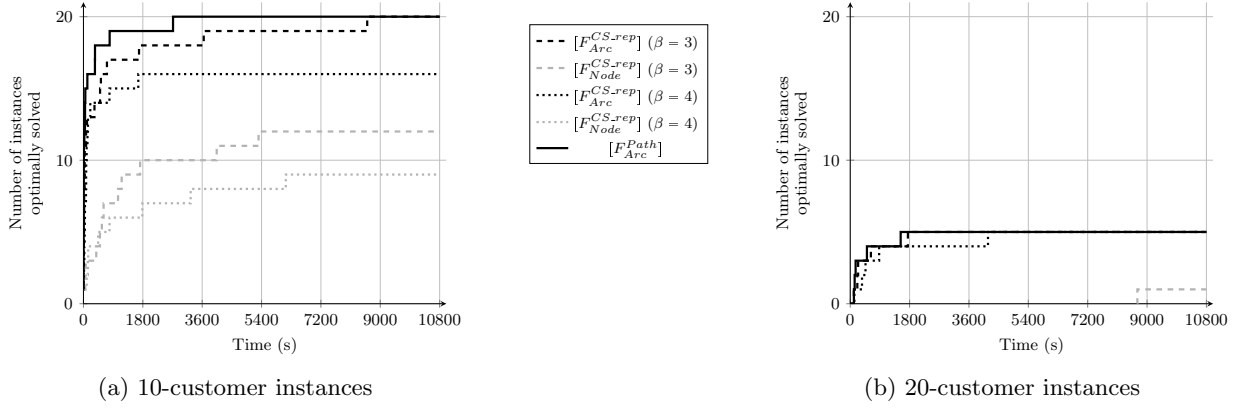 Number of instances
optimally solved
20
10
0
0 1800 3600 5400 7200 9000 10800
Time (s)
(a) 10-customer instances
[F_{Arc}^{CS_rep}] (β = 3)
[F_{Node}^{CS_rep}] (β = 3)
[F_{Arc}^{CS_rep}] (β = 4)
[F_{Node}^{CS_rep}] (β = 4)
[F_{Arc}^{Path}]
Number of instances
optimally solved
20
10
0
0 1800 3600 5400 7200 9000 10800
Time (s)
(b) 20-customer instances